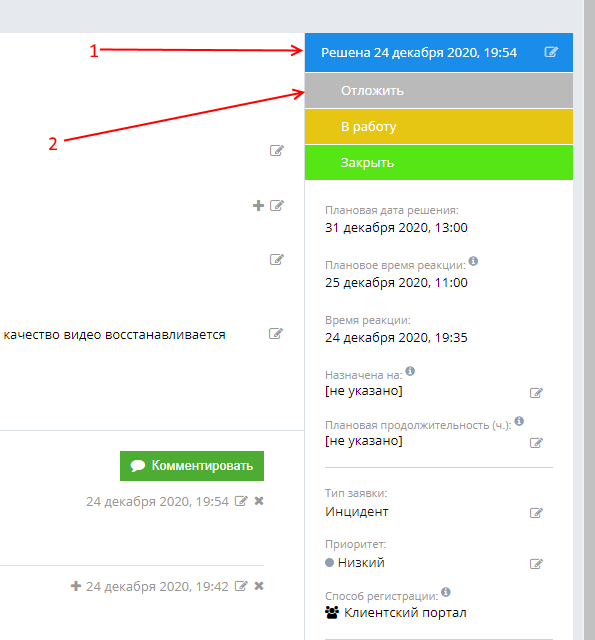 1
Решена 24 декабря 2020, 19:54
Отложить
2
В работу
Закрыть
Плановая дата решения:
31 декабря 2020, 13:00
Плановое время реакции:
25 декабря 2020, 11:00
Время реакции:
24 декабря 2020, 19:35
качество видео восстанавливается
Назначена на:
[не указано]
Плановая продолжительность (ч.):
[не указано]
Комментировать
24 декабря 2020, 19:54
Тип заявки:
Инцидент
Приоритет:
Низкий
24 декабря 2020, 19:42
Способ регистрации:
Клиентский портал